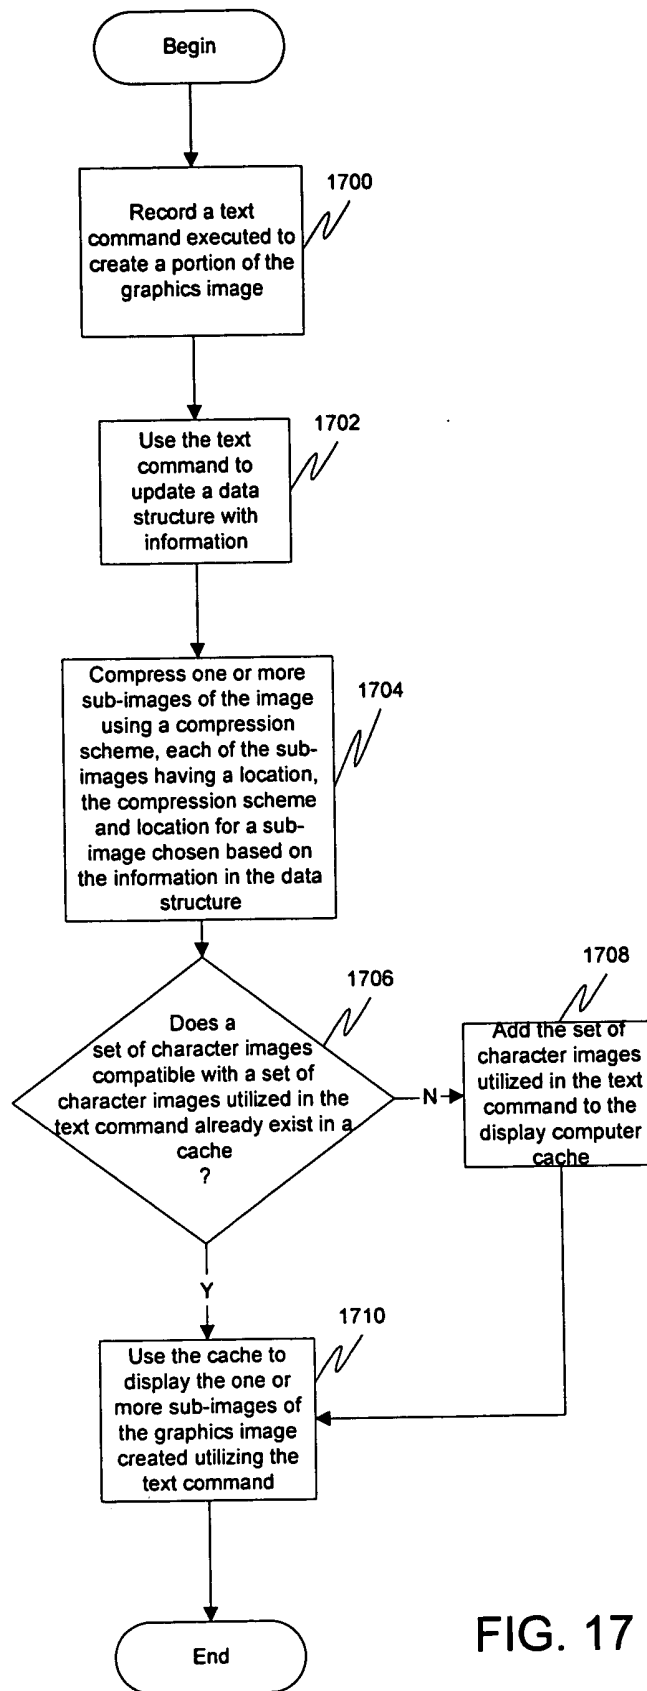 Begin
1700
Record a text
command executed to
create a portion of the
graphics image
1702
Use the text
command to
update a data
structure with
information
1704
Compress one or more
sub-images of the image
using a compression
scheme, each of the sub-
images having a location,
the compression scheme
and location for a sub-
image chosen based on
the information in the data
structure
1706
Does a
set of character images
compatible with a set of
character images utilized in the
text command already exist in a
cache
?
N
1708
Add the set of
character images
utilized in the text
command to the
display computer
cache
Y
1710
Use the cache to
display the one or
more sub-images of
the graphics image
created utilizing the
text command
End
FIG. 17